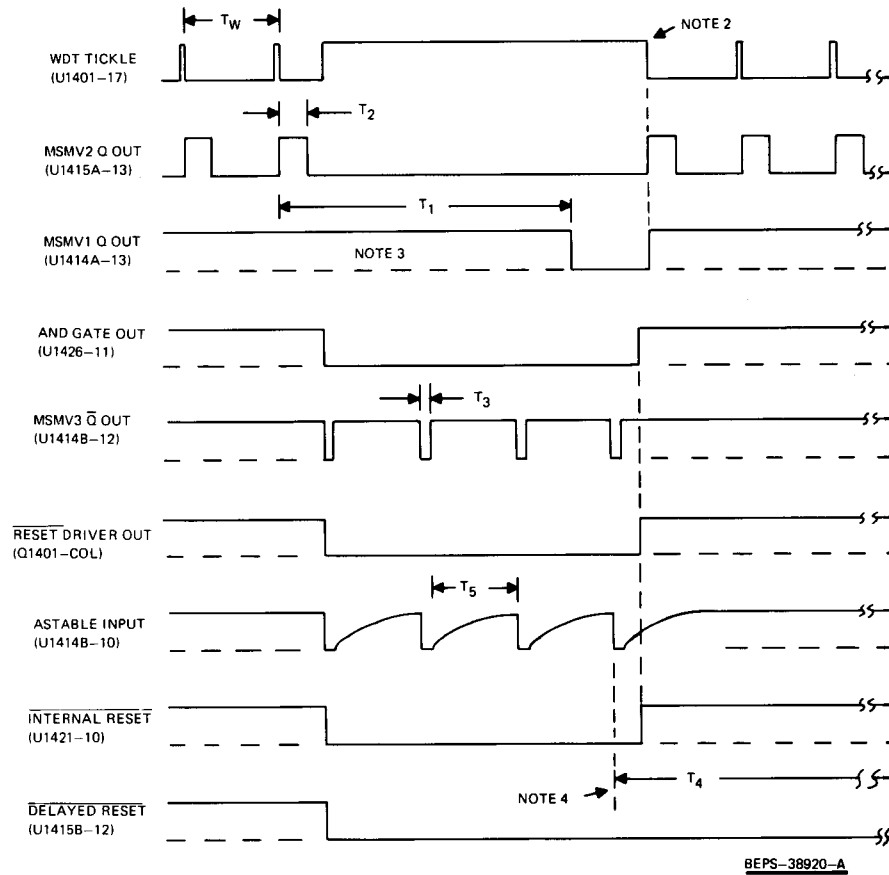 T_W
NOTE 2
WDT TICKLE
(U1401–17)
T_2
MSMV2 Q OUT
(U1415A–13)
T_1
MSMV1 Q OUT
(U1414A–13)
NOTE 3
AND GATE OUT
(U1426–11)
T_3
MSMV3 Q̅ OUT
(U1414B–12)
RESET DRIVER OUT
(Q1401–COL)
T_5
ASTABLE INPUT
(U1414B–10)
INTERNAL RESET
(U1421–10)
T_4
NOTE 4
DELAYED RESET
(U1415B–12)
BEPS–38920–A